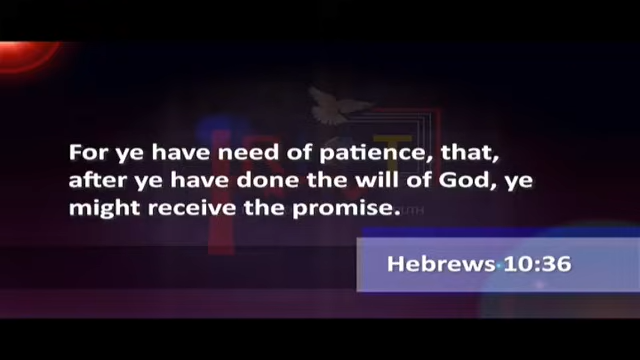 For ye have need of patience, that,
after ye have done the will of God, ye
might receive the promise.
Hebrews 10:36